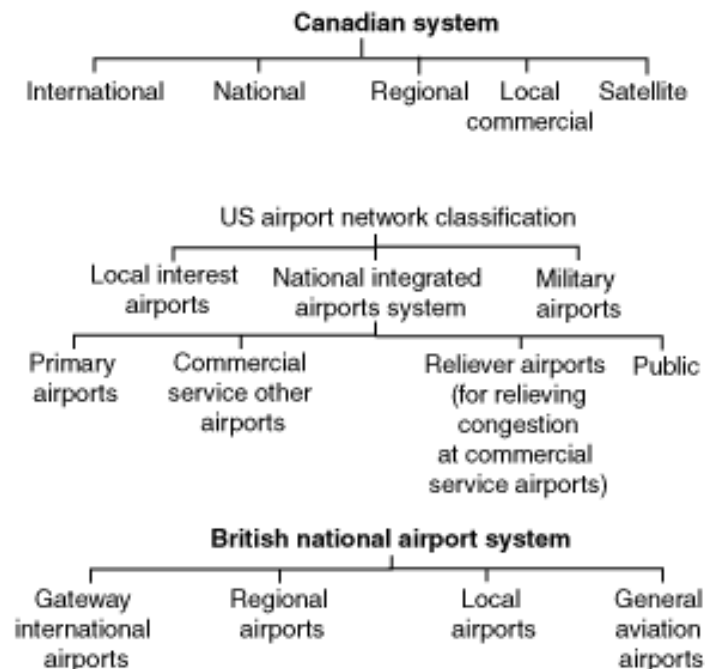 Canadian system
International National Regional Local commercial Satellite
US airport network classification
Local interest airports
National integrated airports system
Military airports
Primary airports
Commercial service other airports
Reliever airports (for relieving congestion at commercial service airports)
Public
British national airport system
Gateway international airports
Regional airports
Local airports
General aviation airports